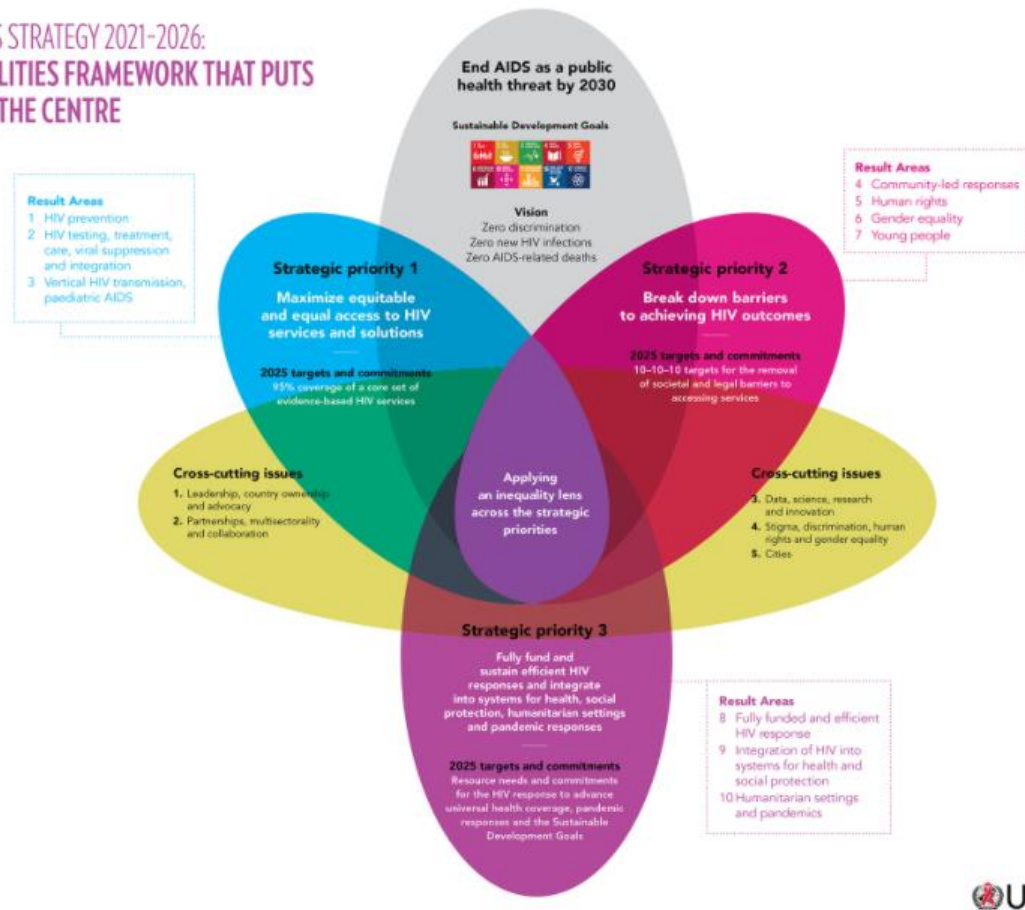 S STRATEGY 2021-2026:
LITIES FRAMEWORK THAT PUTS
THE CENTRE
End AIDS as a public
health threat by 2030
Sustainable Development Goals
Vision
Zero discrimination
Zero new HIV infections
Zero AIDS-related deaths
Result Areas
1 HIV prevention
2 HIV testing, treatment,
care, viral suppression
and integration
3 Vertical HIV transmission,
paediatric AIDS
Result Areas
4 Community-led responses
5 Human rights
6 Gender equality
7 Young people
Strategic priority 1
Maximize equitable
and equal access to HIV
services and solutions
2025 targets and commitments
95% coverage of a core set of
evidence-based HIV services
Strategic priority 2
Break down barriers
to achieving HIV outcomes
2025 targets and commitments
10–10–10 targets for the removal
of societal and legal barriers to
accessing services
Cross-cutting issues
1. Leadership, country ownership
and advocacy
2. Partnerships, multisectorality
and collaboration
Applying
an inequality lens
across the strategic
priorities
Cross-cutting issues
3. Data, science, research
and innovation
4. Stigma, discrimination, human
rights and gender equality
5. Cities
Strategic priority 3
Fully fund and
sustain efficient HIV
responses and integrate
into systems for health, social
protection, humanitarian settings
and pandemic responses
2025 targets and commitments
Resource needs and commitments
for the HIV response to advance
universal health coverage, pandemic
responses and the Sustainable
Development Goals
Result Areas
8 Fully funded and efficient
HIV response
9 Integration of HIV into
systems for health and
social protection
10 Humanitarian settings
and pandemics
U